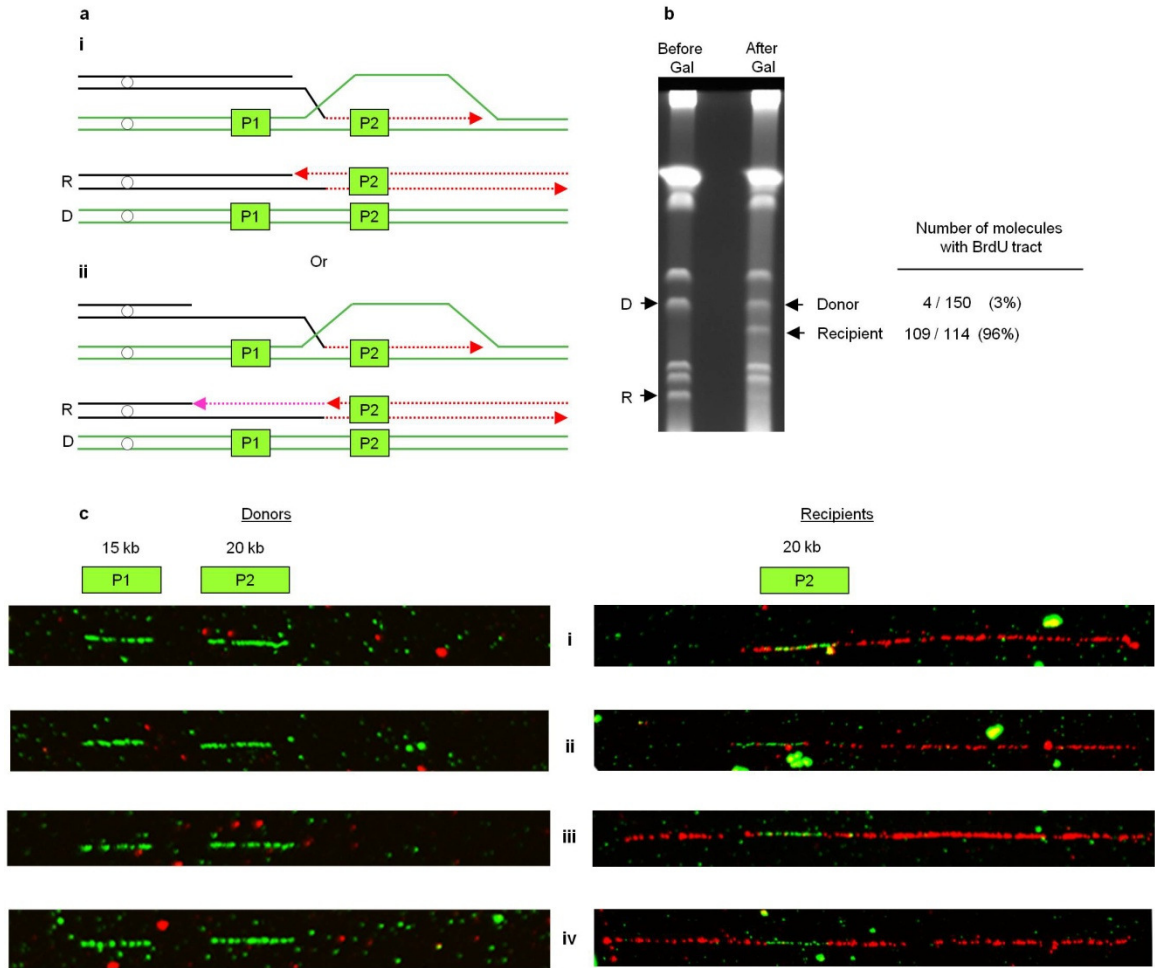 a
i
P1
P2
R
P2
D
P1
P2
Or
ii
P1
P2
R
P2
D
P1
P2
b
Before
Gal
After
Gal
Number of molecules
with BrdU tract
D
Donor
4 / 150 (3%)
Recipient
109 / 114 (96%)
R
c
Donors
Recipients
15 kb
20 kb
20 kb
P1
P2
P2
i
ii
iii
iv